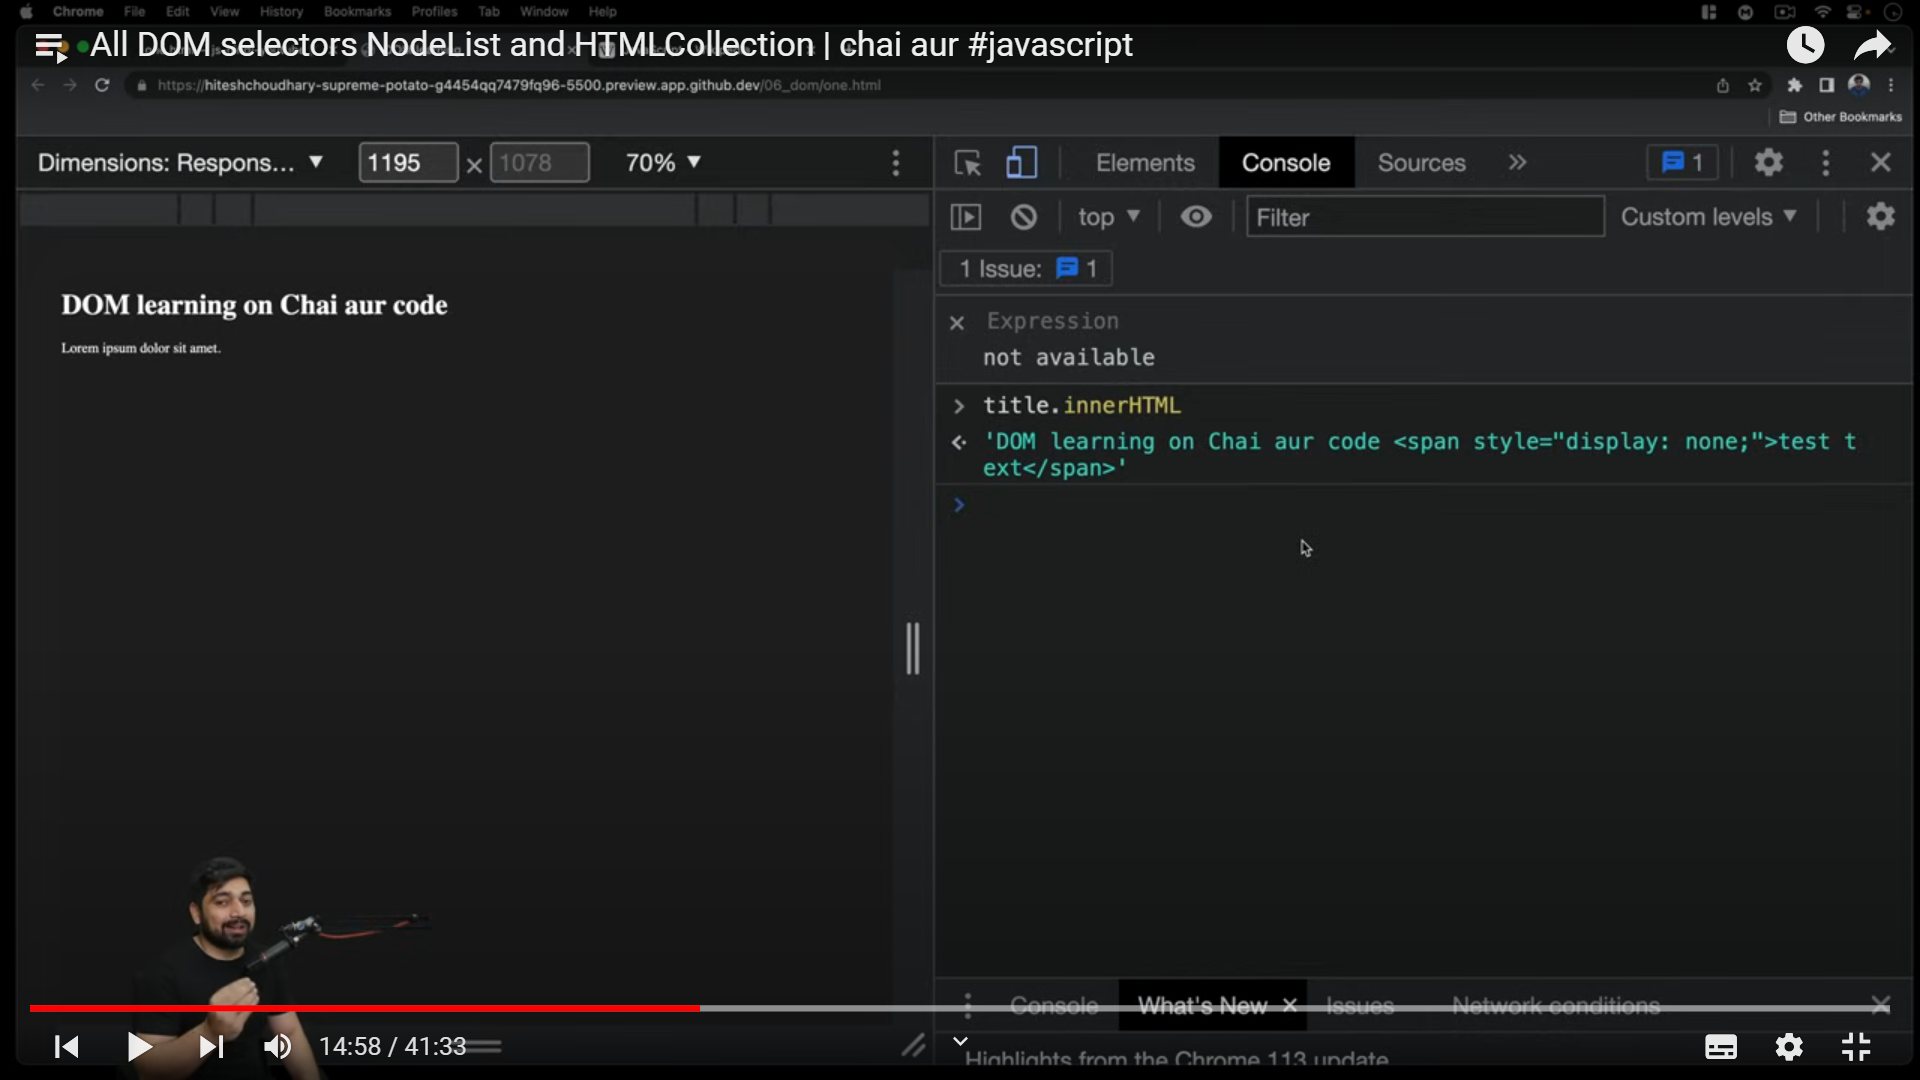 Chrome File Edit View History Bookmarks Profiles Tab Window Help
All DOM selectors NodeList and HTMLCollection | chai aur #javascript
https://hiteshchoudhary-supreme-potato-g4454qq7479fq96-5500.preview.app.github.dev/06_dom/one.html
Other Bookmarks
Dimensions: Respons... ▼ 1195 × 1078 70% ▼
Elements Console Sources » 1
top ▼ Filter Custom levels ▼
1 Issue: 1
DOM learning on Chai aur code
Lorem ipsum dolor sit amet.
Expression
not available
title.innerHTML
'DOM learning on Chai aur code <span style="display: none;">test t
ext</span>'
Console What's New × Issues Network conditions
14:58 / 41:33
Highlights from the Chrome 113 update